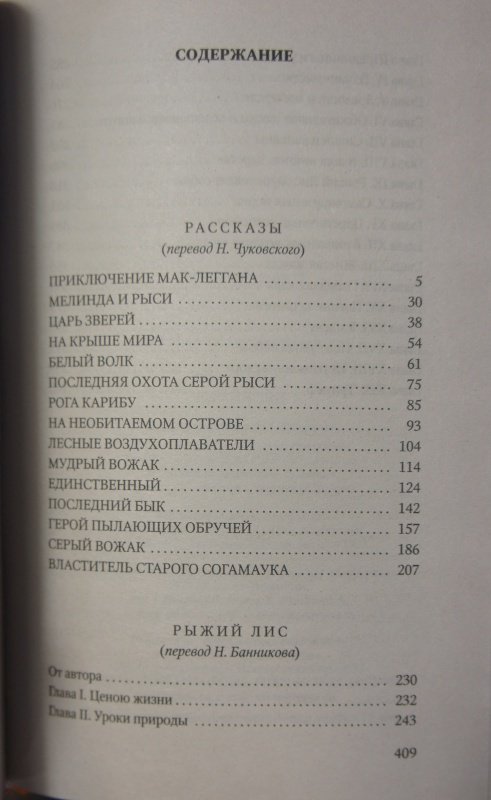 СОДЕРЖАНИЕ
РАССКАЗЫ
(перевод Н. Чуковского)
ПРИКЛЮЧЕНИЕ МАК-ЛЕГГАНА 5
МЕЛИНДА И РЫСИ 30
ЦАРЬ ЗВЕРЕЙ 38
НА КРЫШЕ МИРА 54
БЕЛЫЙ ВОЛК 61
ПОСЛЕДНЯЯ ОХОТА СЕРОЙ РЫСИ 75
РОГА КАРИБУ 85
НА НЕОБИТАЕМОМ ОСТРОВЕ 93
ЛЕСНЫЕ ВОЗДУХОПЛАВАТЕЛИ 104
МУДРЫЙ ВОЖАК 114
ЕДИНСТВЕННЫЙ 124
ПОСЛЕДНИЙ БЫК 142
ГЕРОЙ ПЫЛАЮЩИХ ОБРУЧЕЙ 157
СЕРЫЙ ВОЖАК 186
ВЛАСТИТЕЛЬ СТАРОГО СОГАМАУКА 207
РЫЖИЙ ЛИС
(перевод Н. Банникова)
От автора 230
Глава I. Ценою жизни 232
Глава II. Уроки природы 243
409